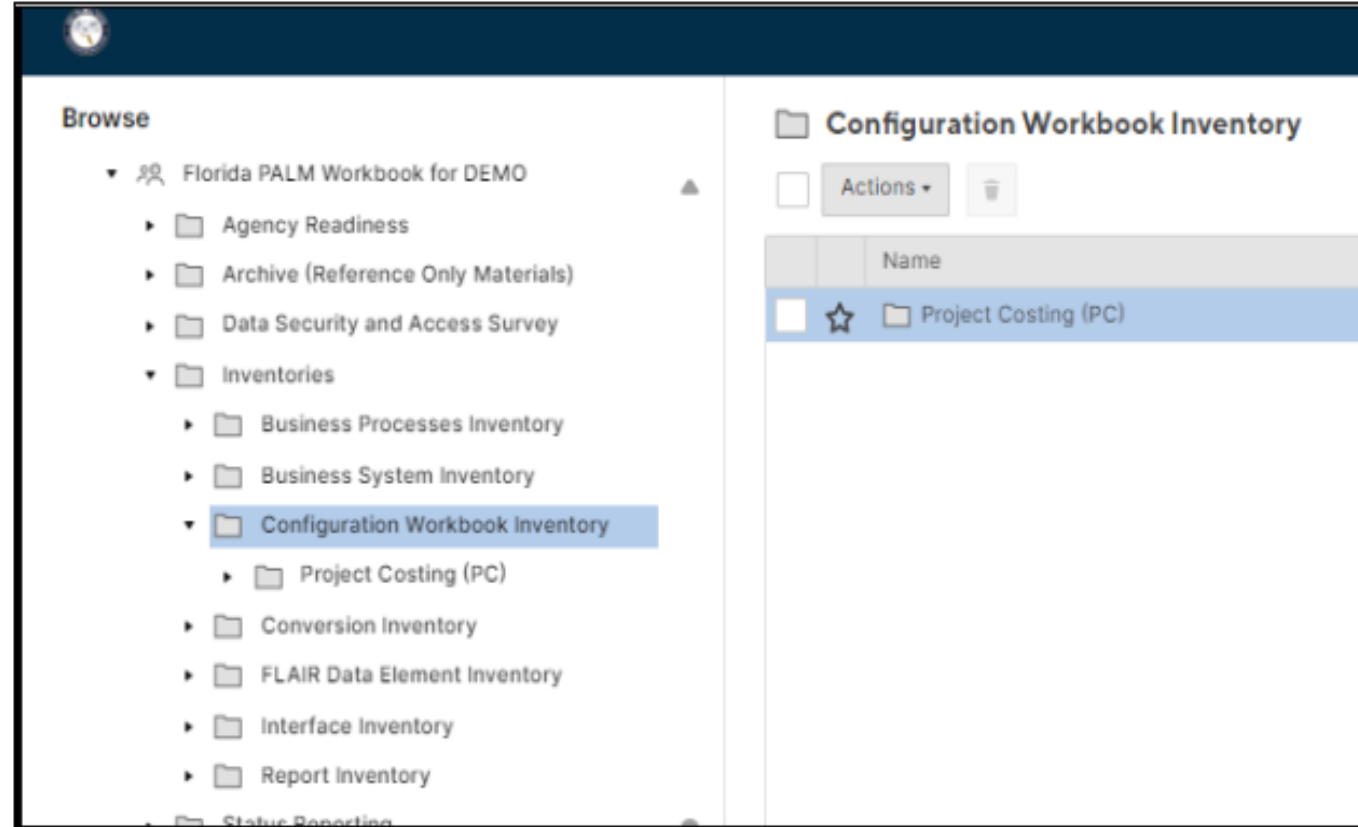 Browse
Florida PALM Workbook for DEMO
Agency Readiness
Archive (Reference Only Materials)
Data Security and Access Survey
Inventories
Business Processes Inventory
Business System Inventory
Configuration Workbook Inventory
Project Costing (PC)
Conversion Inventory
FLAIR Data Element Inventory
Interface Inventory
Report Inventory
Status Reporting
Configuration Workbook Inventory
Actions
Name
Project Costing (PC)